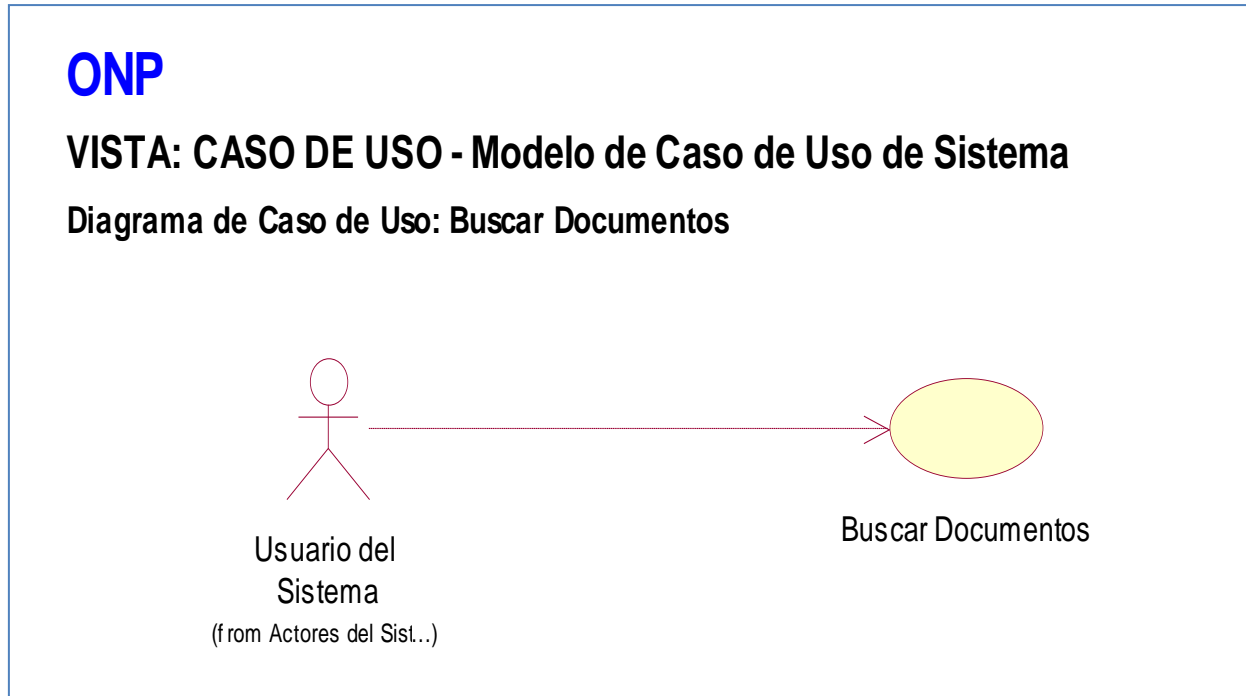 ONP
VISTA: CASO DE USO - Modelo de Caso de Uso de Sistema
Diagrama de Caso de Uso: Buscar Documentos
Usuario del
Sistema
(from Actores del Sist...)
Buscar Documentos